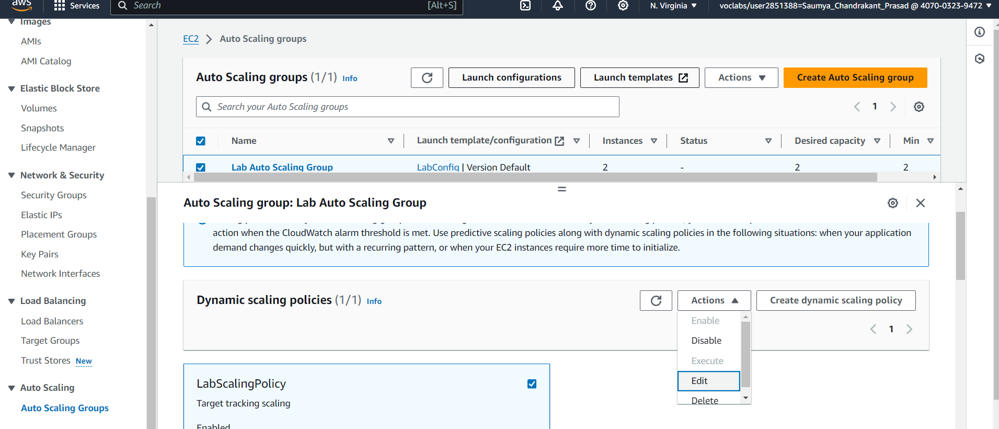 aws
Services
Search
[Alt+S]
N. Virginia
voclabs/user2851388=Saumya_Chandrakant_Prasad @ 4070-0323-9472
Images
AMIs
AMI Catalog
Elastic Block Store
Volumes
Snapshots
Lifecycle Manager
Network & Security
Security Groups
Elastic IPs
Placement Groups
Key Pairs
Network Interfaces
Load Balancing
Load Balancers
Target Groups
Trust Stores New
Auto Scaling
Auto Scaling Groups
EC2 Auto Scaling groups
Auto Scaling groups (1/1) Info
Launch configurations
Launch templates
Actions
Create Auto Scaling group
Search your Auto Scaling groups
1
Name Launch template/configuration Instances Status Desired capacity Min
Lab Auto Scaling Group LabConfig | Version Default 2 - 2 2
Auto Scaling group: Lab Auto Scaling Group
action when the CloudWatch alarm threshold is met. Use predictive scaling policies along with dynamic scaling policies in the following situations: when your application
demand changes quickly, but with a recurring pattern, or when your EC2 instances require more time to initialize.
Dynamic scaling policies (1/1) Info
Actions
Create dynamic scaling policy
Enable
Disable
Execute
Edit
Delete
1
LabScalingPolicy
Target tracking scaling
Enabled